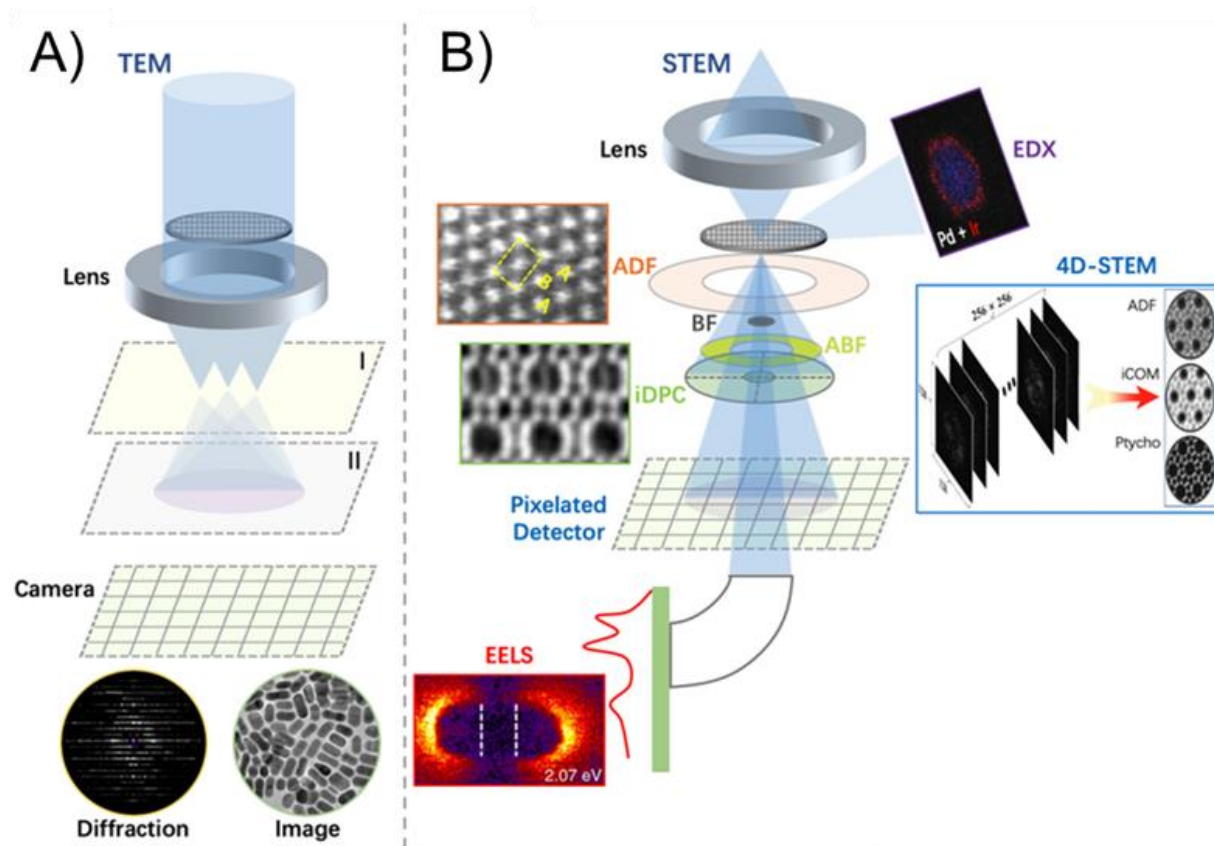 A)
TEM
Lens
I
II
Camera
Diffraction
Image
B)
STEM
Lens
EDX
Pd + Ir
ADF
BF
ABF
iDPC
4D-STEM
256 × 256
ADF
iCOM
Ptycho
Pixelated
Detector
EELS
2.07 eV